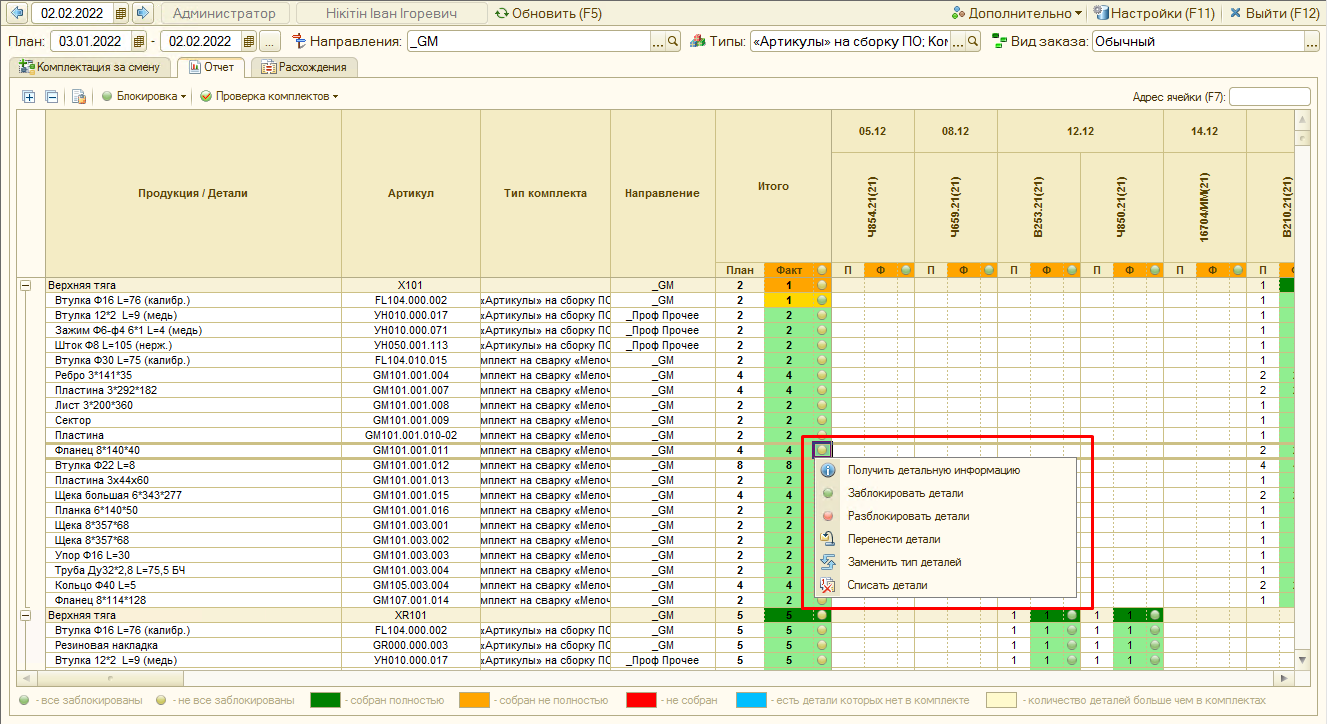 02.02.2022 Администратор Нікітін Іван Ігоревич Обновить (F5) Дополнительно Настройки (F11) Выйти (F12)
План: 03.01.2022 - 02.02.2022 ... Направления: _GM ... Типы: «Артикулы» на сборку ПО; Ком ... Вид заказа: Обычный ...
Комплектация за смену Отчет Расхождения
Блокировка Проверка комплектов Адрес ячейки (F7):
Продукция / Детали Артикул Тип комплекта Направление Итого 05.12 08.12 12.12 14.12
Ч854.21(21) Ч659.21(21) В253.21(21) Ч850.21(21) 16704/ИМ(21) В210.21(21)
План Факт П Ф П Ф П Ф П Ф П Ф П Ф
Верхняя тяга X101 _GM 2 1 1
Втулка Ф16 L=76 (калибр.) FL104.000.002 «Артикулы» на сборку ПО _GM 2 1 1
Втулка 12*2 L=9 (медь) УН010.000.017 «Артикулы» на сборку ПО _Проф Прочее 2 2 1
Зажим Ф6-ф4 6*1 L=4 (медь) УН010.000.071 «Артикулы» на сборку ПО _Проф Прочее 2 2 1
Шток Ф8 L=105 (нерж.) УН050.001.113 «Артикулы» на сборку ПО _Проф Прочее 2 2 1
Втулка Ф30 L=75 (калибр.) FL104.010.015 мплект на сварку «Мелоч _GM 2 2 1
Ребро 3*141*35 GM101.001.004 мплект на сварку «Мелоч _GM 4 4 2
Пластина 3*292*182 GM101.001.007 мплект на сварку «Мелоч _GM 4 4 2
Лист 3*200*360 GM101.001.008 мплект на сварку «Мелоч _GM 2 2 1
Сектор GM101.001.009 мплект на сварку «Мелоч _GM 2 2 1
Пластина GM101.001.010-02 мплект на сварку «Мелоч _GM 2 2 1
Фланец 8*140*40 GM101.001.011 мплект на сварку «Мелоч _GM 4 4 2
Втулка Ф22 L=8 GM101.001.012 мплект на сварку «Мелоч _GM 8 8 4
Пластина 3х44х60 GM101.001.013 мплект на сварку «Мелоч _GM 2 2 1
Щека большая 6*343*277 GM101.001.015 мплект на сварку «Мелоч _GM 4 4 2
Планка 6*140*50 GM101.001.016 мплект на сварку «Мелоч _GM 2 2 1
Щека 8*357*68 GM101.003.001 мплект на сварку «Мелоч _GM 2 2 1
Щека 8*357*68 GM101.003.002 мплект на сварку «Мелоч _GM 2 2 1
Упор Ф16 L=30 GM101.003.003 мплект на сварку «Мелоч _GM 2 2 1
Труба Ду32*2,8 L=75,5 БЧ GM101.003.004 мплект на сварку «Мелоч _GM 2 2 1
Кольцо Ф40 L=5 GM105.003.004 мплект на сварку «Мелоч _GM 4 4 2
Фланец 8*114*128 GM107.001.014 мплект на сварку «Мелоч _GM 2 2 1
Получить детальную информацию
Заблокировать детали
Разблокировать детали
Перенести детали
Заменить тип деталей
Списать детали
Верхняя тяга XR101 _GM 5 5 1 1 1 1
Втулка Ф16 L=76 (калибр.) FL104.000.002 «Артикулы» на сборку ПО _GM 5 5 1 1 1 1
Резиновая накладка GR000.000.003 «Артикулы» на сборку ПО _GM 5 5 1 1 1 1
Втулка 12*2 L=9 (медь) УН010.000.017 «Артикулы» на сборку ПО _Проф Прочее 5 5 1 1 1 1
- все заблокированы - не все заблокированы - собран полностью - собран не полностью - не собран - есть детали которых нет в комплекте - количество деталей больше чем в комплектах